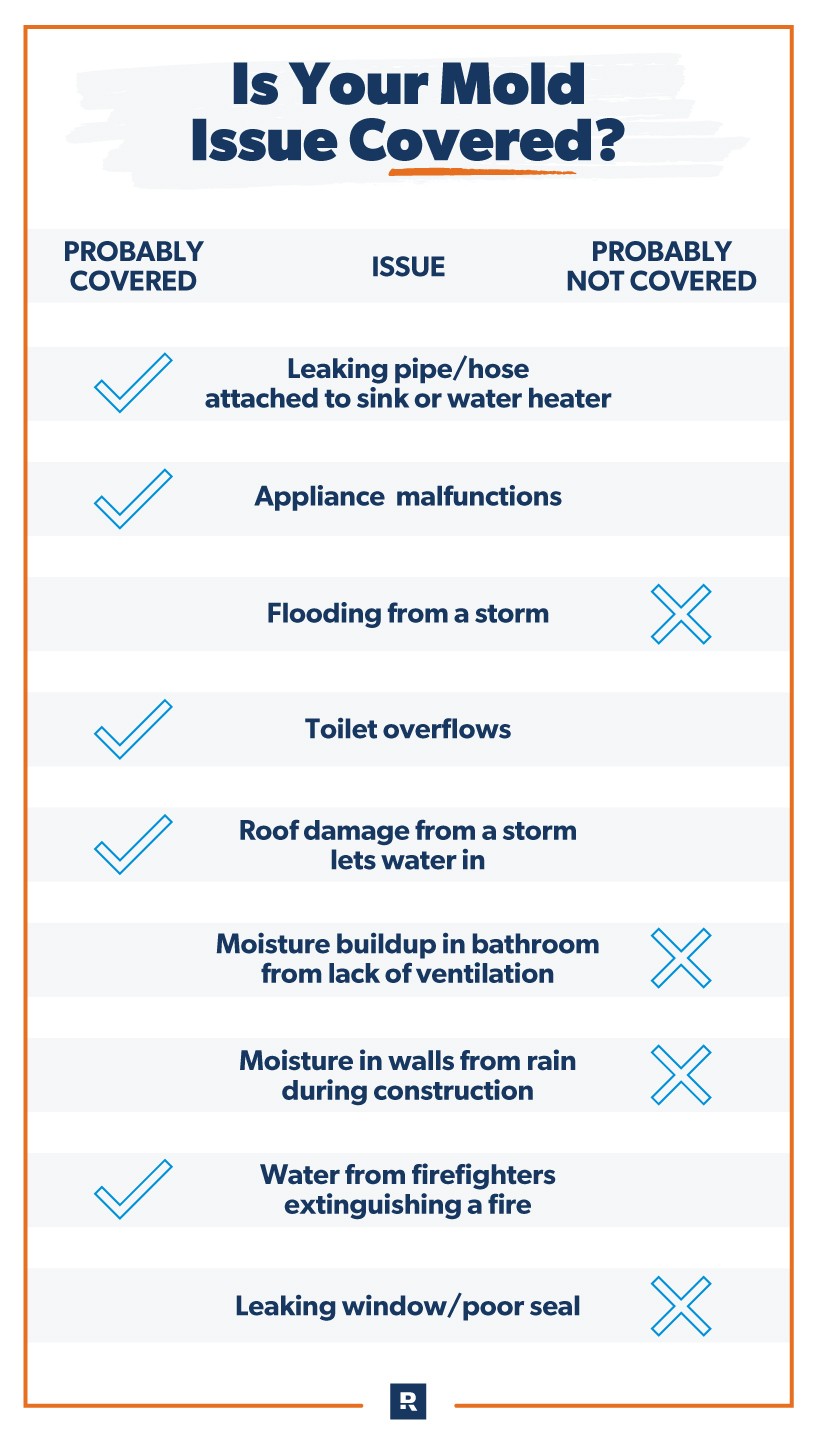 Is Your Mold
Issue Covered?
PROBABLY
COVERED
ISSUE
PROBABLY
NOT COVERED
Leaking pipe/hose
attached to sink or water heater
Appliance  malfunctions
Flooding from a storm
Toilet overflows
Roof damage from a storm
lets water in
Moisture buildup in bathroom
from lack of ventilation
Moisture in walls from rain
during construction
Water from firefighters
extinguishing a fire
Leaking window/poor seal
R